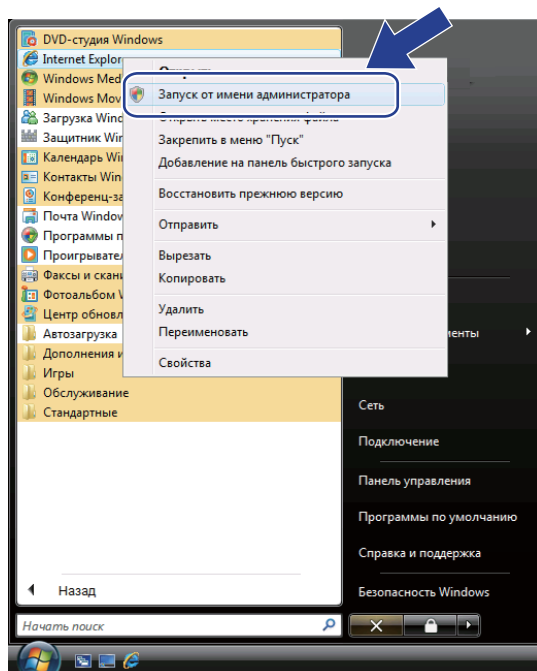 DVD-студия Windows
Internet Explor
Windows Med
Windows Mov
Загрузка Wind
Защитник Wir
Календарь Wi
Контакты Win
Конференц-за
Почта Window
Программы п
Проигрывател
Факсы и скани
Фотоальбом
Центр обновл
Автозагрузка
Дополнения и
Игры
Обслуживание
Стандартные
Назад
Начать поиск
Запуск от имени администратора
Закрепить в меню "Пуск"
Добавление на панель быстрого запуска
Восстановить прежнюю версию
Отправить
Вырезать
Копировать
Удалить
Переименовать
Свойства
енты
Сеть
Подключение
Панель управления
Программы по умолчанию
Справка и поддержка
Безопасность Windows